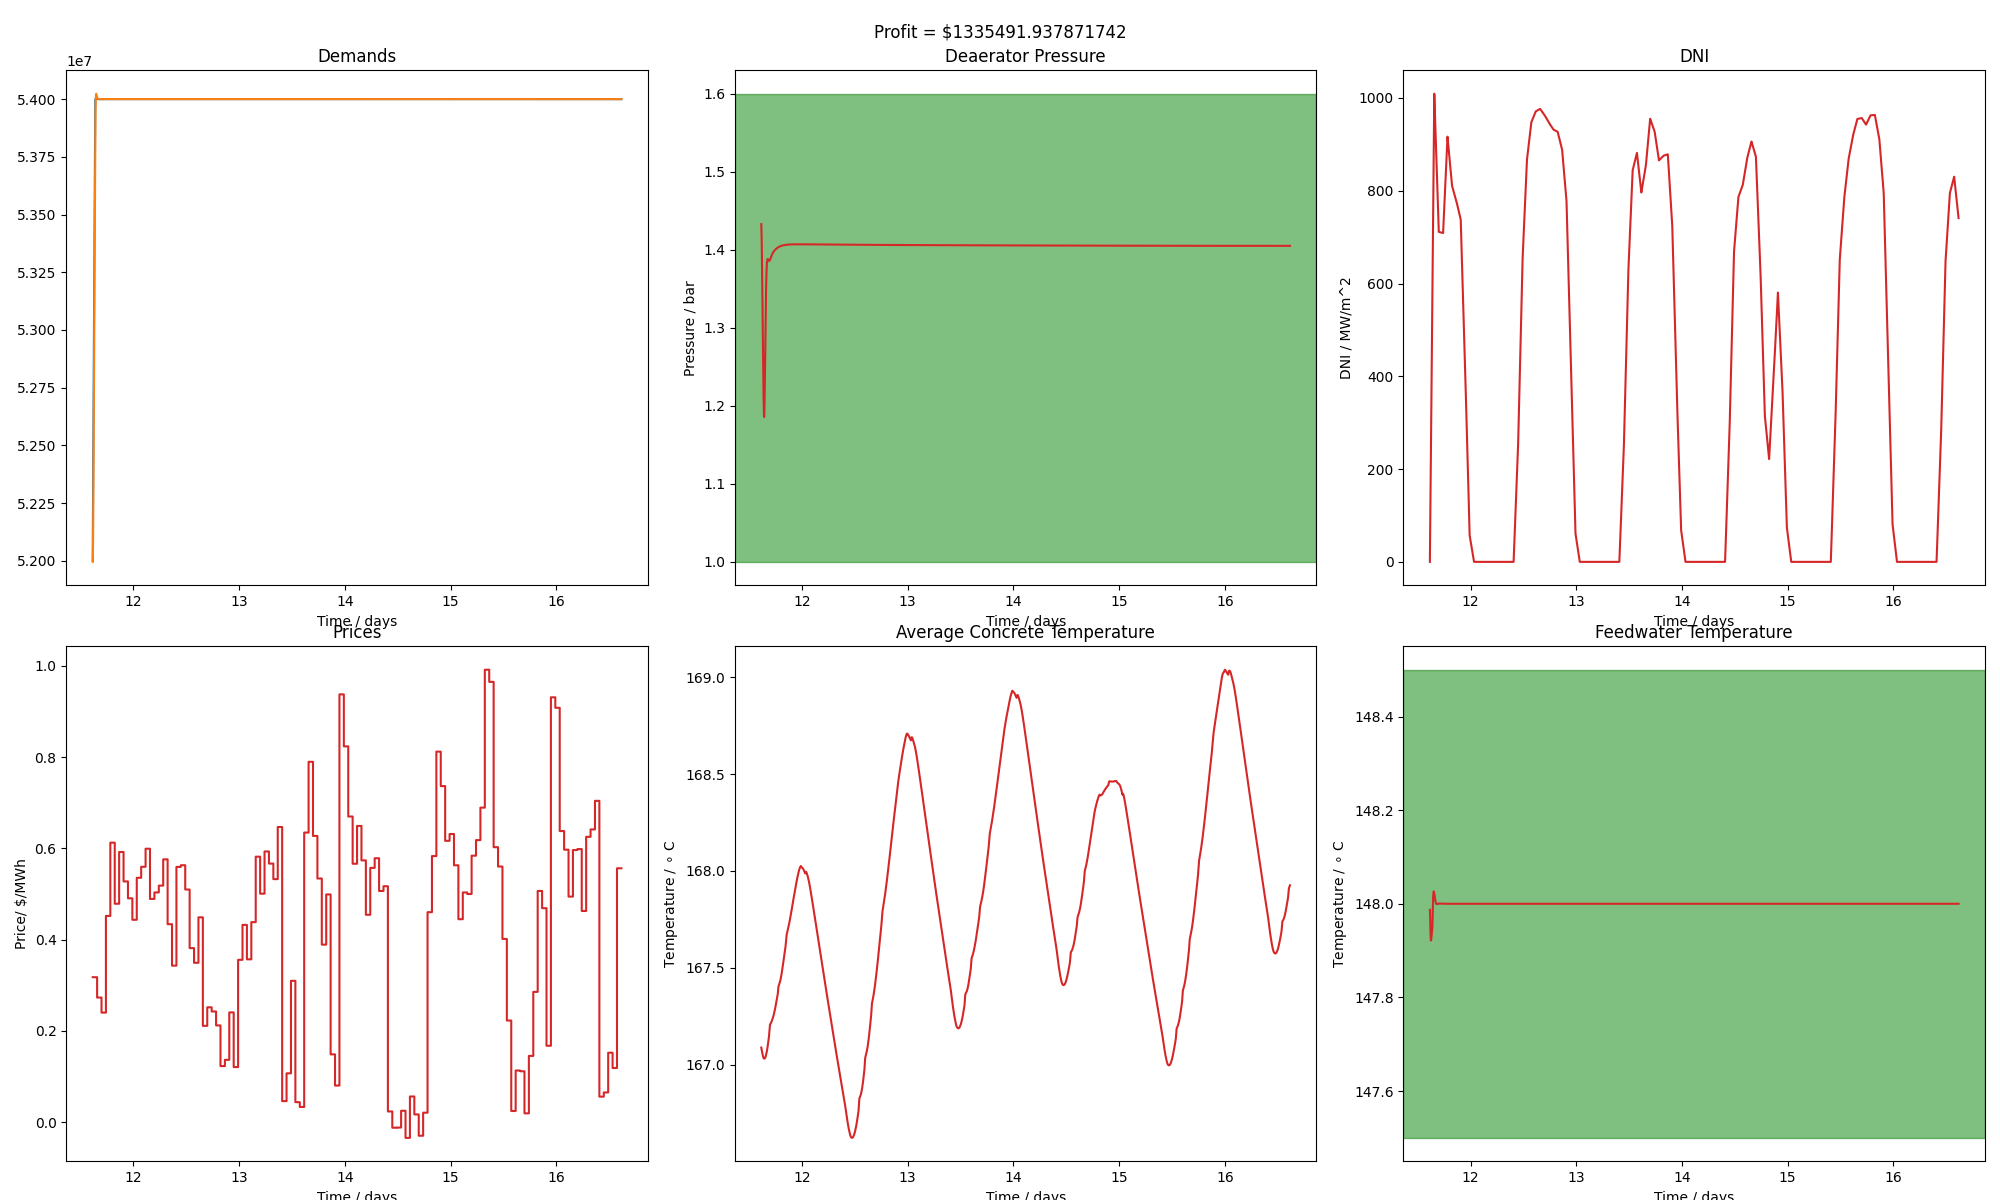 Profit = $1335491.937871742
Demands
1e7
5.400
5.375
5.350
5.325
5.300
5.275
5.250
5.225
5.200
12 13 14 15 16
Time / days
Deaerator Pressure
Pressure / bar
1.6
1.5
1.4
1.3
1.2
1.1
1.0
12 13 14 15 16
Time / days
DNI
DNI / MW/m^2
1000
800
600
400
200
0
12 13 14 15 16
Time / days
Prices
Price/ $/MWh
1.0
0.8
0.6
0.4
0.2
0.0
12 13 14 15 16
Time / days
Average Concrete Temperature
Temperature / ∘ C
169.0
168.5
168.0
167.5
167.0
12 13 14 15 16
Time / days
Feedwater Temperature
Temperature / ∘ C
148.4
148.2
148.0
147.8
147.6
12 13 14 15 16
Time / days